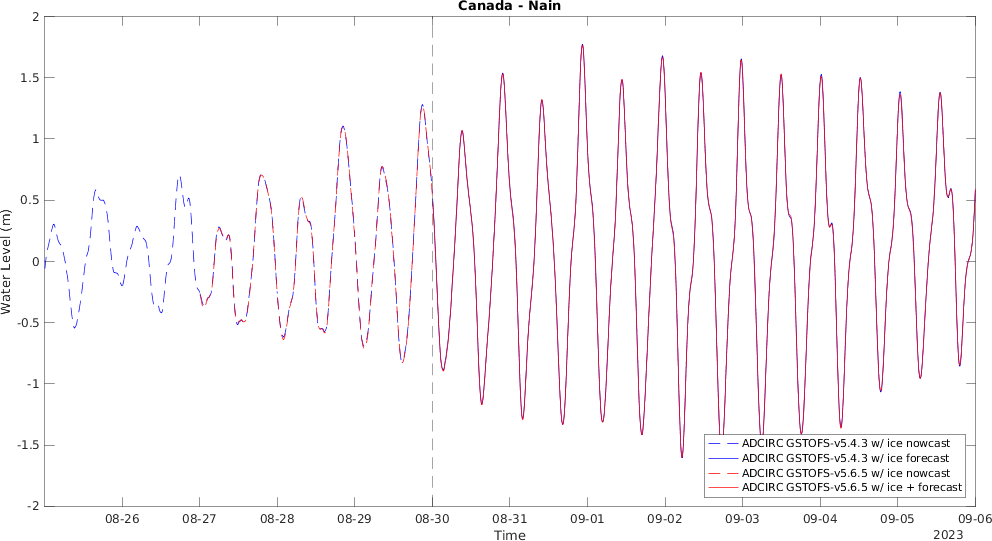 Canada - Nain
2
1.5
1
0.5
0
-0.5
-1
-1.5
-2
Water Level (m)
08-26 08-27 08-28 08-29 08-30 08-31 09-01 09-02 09-03 09-04 09-05 09-06
Time
2023
ADCIRC GSTOFS-v5.4.3 w/ ice nowcast
ADCIRC GSTOFS-v5.4.3 w/ ice forecast
ADCIRC GSTOFS-v5.6.5 w/ ice nowcast
ADCIRC GSTOFS-v5.6.5 w/ ice + forecast